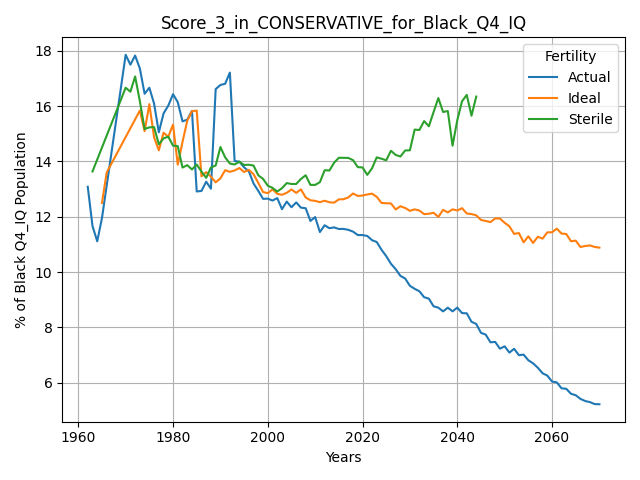 Score_3_in_CONSERVATIVE_for_Black_Q4_IQ
Fertility
Actual
Ideal
Sterile
% of Black Q4_IQ Population
18
16
14
12
10
8
6
1960
1980
2000
2020
2040
2060
Years